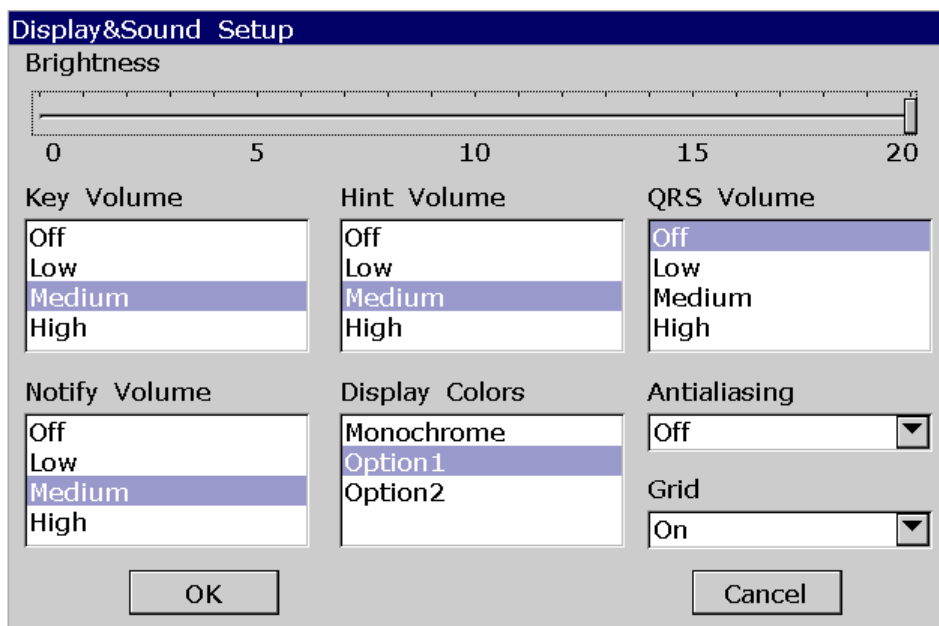 Display&Sound Setup
Brightness
0 5 10 15 20
Key Volume
Off
Low
Medium
High
Hint Volume
Off
Low
Medium
High
QRS Volume
Off
Low
Medium
High
Notify Volume
Off
Low
Medium
High
Display Colors
Monochrome
Option1
Option2
Antialiasing
Off
Grid
On
OK
Cancel